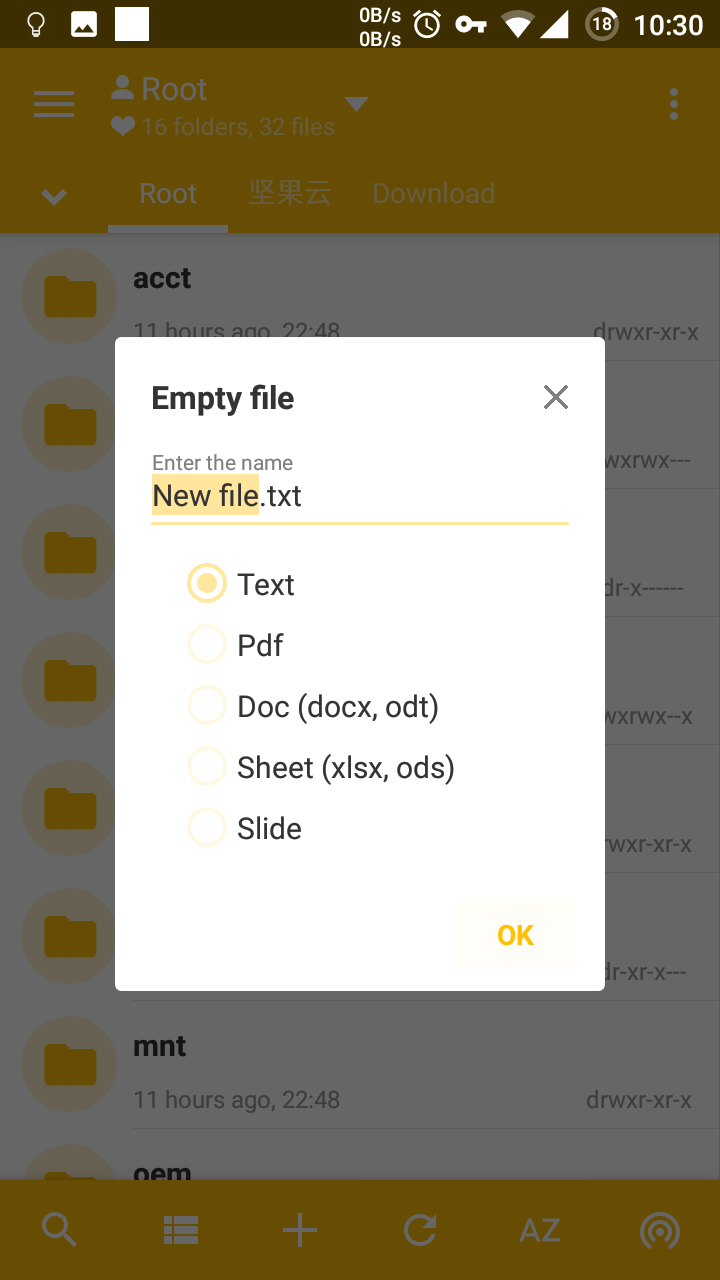 0B/s
0B/s
18
10:30
Root
16 folders, 32 files
Root 坚果云 Download
acct
11 hours ago, 22:48 drwxr-xr-x
Empty file
Enter the name
wxrwx---
New file.txt
Text
dr-x------
Pdf
Doc (docx, odt)
wxrwx--x
Sheet (xlsx, ods)
Slide
rwxr-xr-x
OK
dr-xr-x---
mnt
11 hours ago, 22:48 drwxr-xr-x
oem
AZ